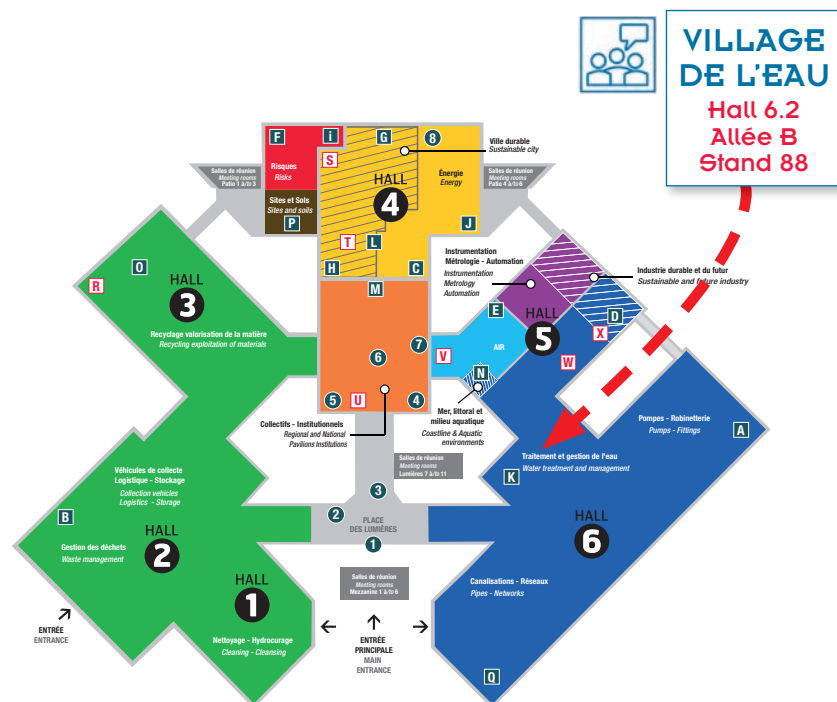 VILLAGE
DE L'EAU
Hall 6.2
Allée B
Stand 88
F
i
G
8
Ville durable
Sustainable city
S
Risques
Risks
HALL
4
Énergie
Energy
Salles de réunion
Meeting rooms
Patio 1 à/to 3
Salles de réunion
Meeting rooms
Patio 4 à/to 6
Sites et Sols
Sites and soils
P
J
T
L
H
C
Instrumentation
Métrologie - Automation
Instrumentation
Metrology
Automation
Industrie durable et du futur
Sustainable and future industry
O
R
HALL
3
M
E
HALL
5
D
X
Recyclage valorisation de la matière
Recycling exploitation of materials
7
6
V
AIR
W
N
5
U
4
Mer, littoral et
milieu aquatique
Coastline & Aquatic
environments
Pompes - Robinetterie
Pumps - Fittings
A
Collectifs - Institutionnels
Regional and National
Pavilions Institutions
Traitement et gestion de l'eau
Water treatment and management
K
Véhicules de collecte
Logistique - Stockage
Collection vehicles
Logistics - Storage
Salles de réunion
Meeting rooms
Lumières 7 à/to 11
3
B
2
PLACE
DES LUMIÈRES
1
HALL
6
Gestion des déchets
Waste management
HALL
2
Salles de réunion
Meeting rooms
Mezzanine 1 à/to 6
Canalisations - Réseaux
Pipes - Networks
HALL
1
ENTRÉE
ENTRANCE
Nettoyage - Hydrocurage
Cleaning - Cleansing
ENTRÉE
PRINCIPALE
MAIN
ENTRANCE
Q